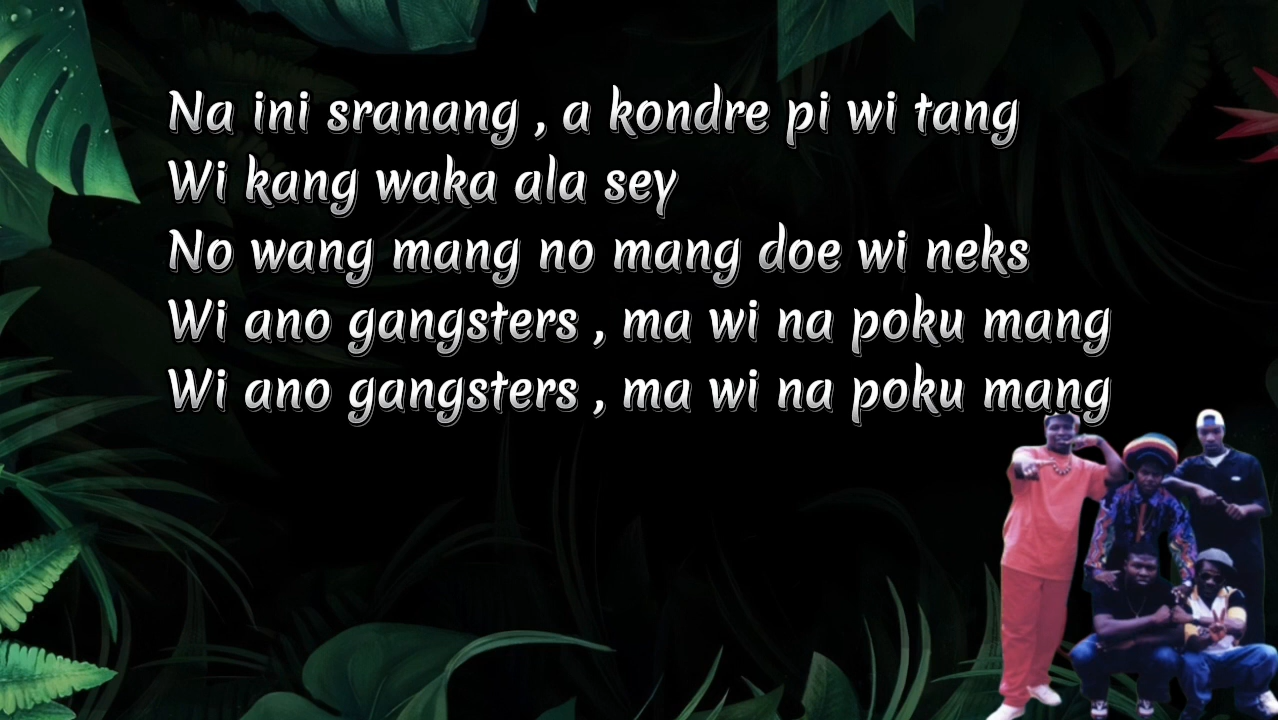 Na ini sranang , a kondre pi wi tang
Wi kang waka ala sey
No wang mang no mang doe wi neks
Wi ano gangsters , ma wi na poku mang
Wi ano gangsters , ma wi na poku mang